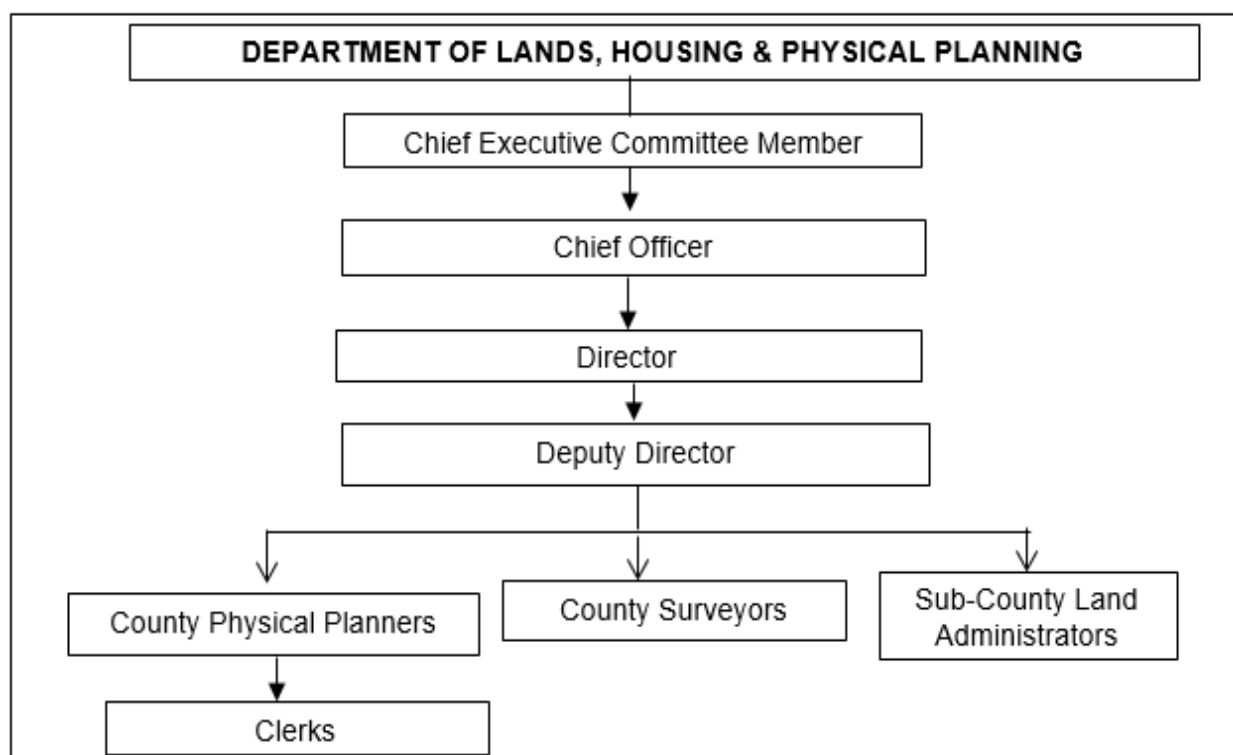 DEPARTMENT OF LANDS, HOUSING & PHYSICAL PLANNING
Chief Executive Committee Member
Chief Officer
Director
Deputy Director
County Physical Planners
County Surveyors
Sub-County Land
Administrators
Clerks